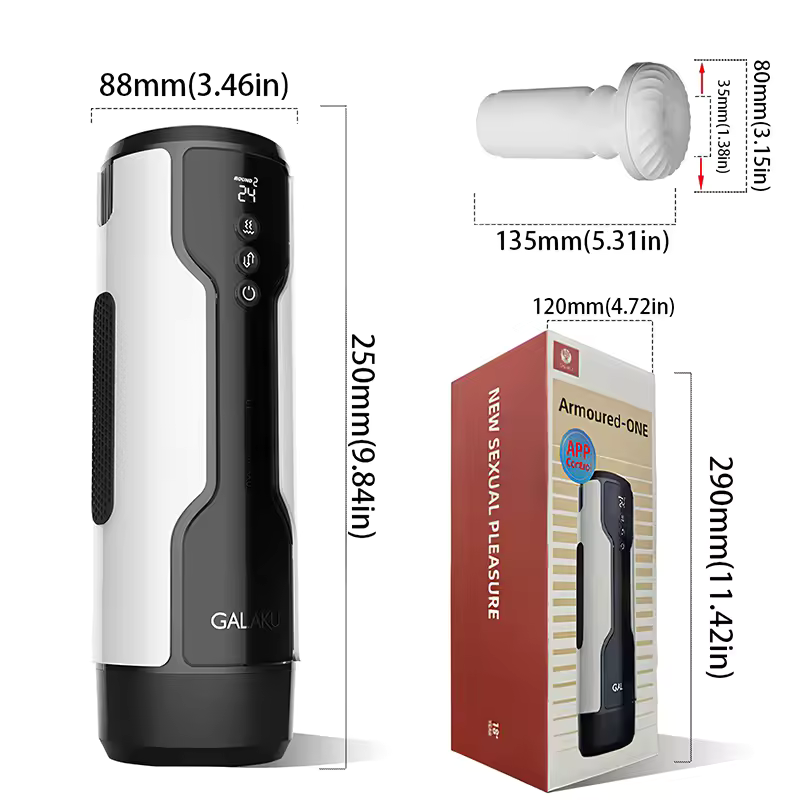 88mm(3.46in)
ROUND 2
24
GALAKU
250mm(9.84in)
80mm(3.15in)
35mm(1.38in)
135mm(5.31in)
120mm(4.72in)
Armoured-ONE
APP
Control
NEW SEXUAL PLEASURE
18+
GAL
290mm(11.42in)